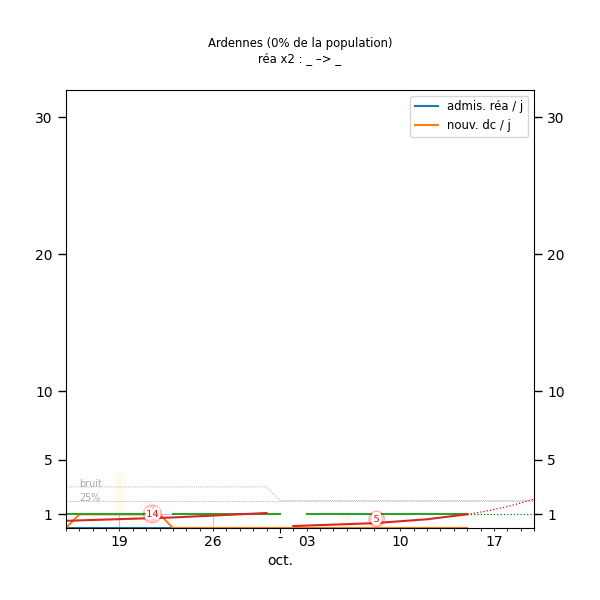 Ardennes (0% de la population)
réa x2 : _ –> _
admis. réa / j
nouv. dc / j
30 30
20 20
10 10
5 5
bruit
25%
14
5
1 1
19 26 - 03 10 17
oct.